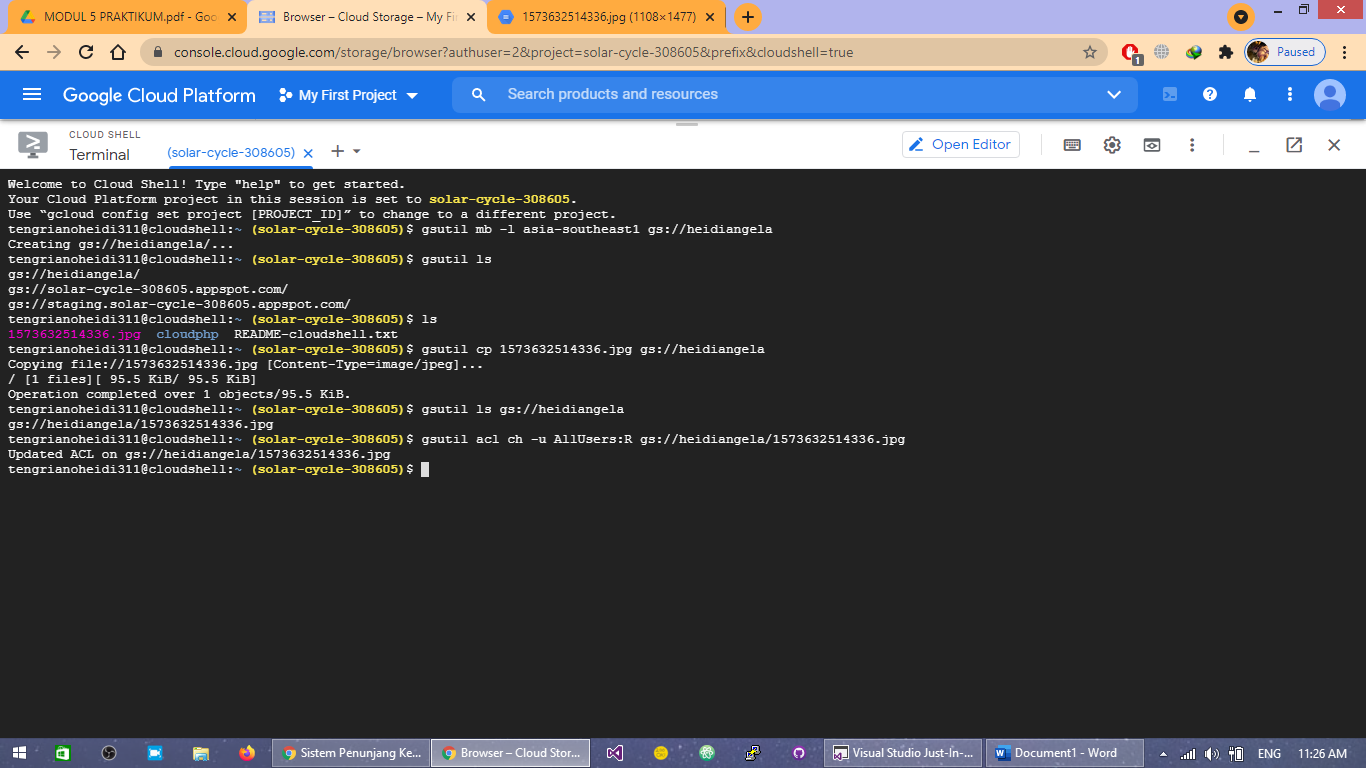 MODUL 5 PRAKTIKUM.pdf - Goo
Browser – Cloud Storage – My Fi
1573632514336.jpg (1108×1477)
console.cloud.google.com/storage/browser?authuser=2&project=solar-cycle-308605&prefix&cloudshell=true
1
Paused
Google Cloud Platform
My First Project
Search products and resources
CLOUD SHELL
Terminal
(solar-cycle-308605)
Open Editor
Welcome to Cloud Shell! Type "help" to get started.
Your Cloud Platform project in this session is set to solar-cycle-308605.
Use “gcloud config set project [PROJECT_ID]” to change to a different project.
tengrianoheidi311@cloudshell:~ (solar-cycle-308605)$ gsutil mb -l asia-southeast1 gs://heidiangela
Creating gs://heidiangela/...
tengrianoheidi311@cloudshell:~ (solar-cycle-308605)$ gsutil ls
gs://heidiangela/
gs://solar-cycle-308605.appspot.com/
gs://staging.solar-cycle-308605.appspot.com/
tengrianoheidi311@cloudshell:~ (solar-cycle-308605)$ ls
1573632514336.jpg  cloudphp  README-cloudshell.txt
tengrianoheidi311@cloudshell:~ (solar-cycle-308605)$ gsutil cp 1573632514336.jpg gs://heidiangela
Copying file://1573632514336.jpg [Content-Type=image/jpeg]...
/ [1 files][ 95.5 KiB/ 95.5 KiB]
Operation completed over 1 objects/95.5 KiB.
tengrianoheidi311@cloudshell:~ (solar-cycle-308605)$ gsutil ls gs://heidiangela
gs://heidiangela/1573632514336.jpg
tengrianoheidi311@cloudshell:~ (solar-cycle-308605)$ gsutil acl ch -u AllUsers:R gs://heidiangela/1573632514336.jpg
Updated ACL on gs://heidiangela/1573632514336.jpg
tengrianoheidi311@cloudshell:~ (solar-cycle-308605)$
Sistem Penunjang Ke...
Browser – Cloud Stor...
Visual Studio Just-In-...
Document1 - Word
ENG
11:26 AM